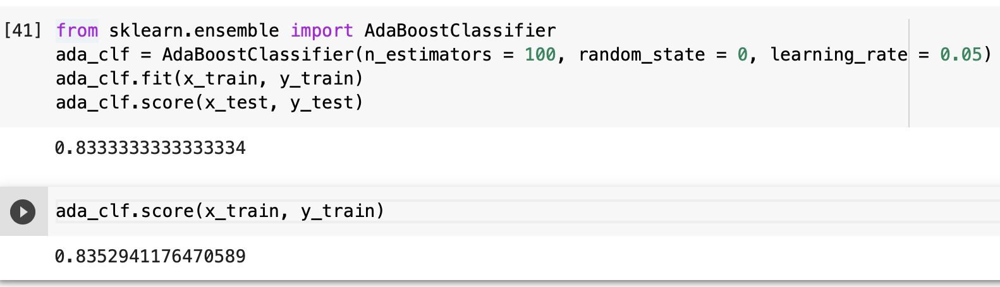 [41] from sklearn.ensemble import AdaBoostClassifier
ada_clf = AdaBoostClassifier(n_estimators = 100, random_state = 0, learning_rate = 0.05)
ada_clf.fit(x_train, y_train)
ada_clf.score(x_test, y_test)
0.8333333333333334
ada_clf.score(x_train, y_train)
0.8352941176470589